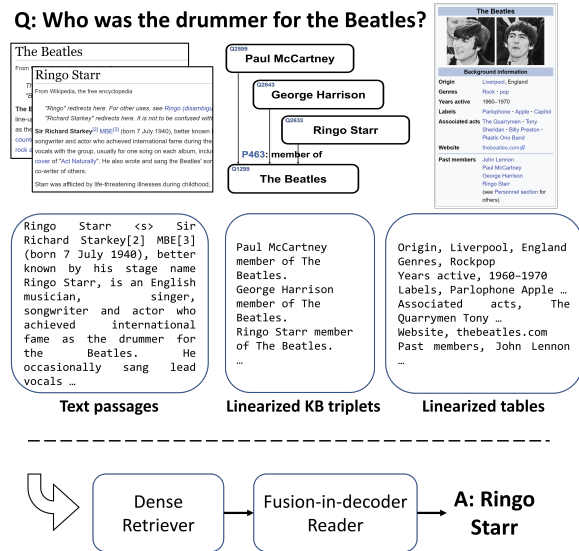 Q: Who was the drummer for the Beatles?
The Beatles
From
Ringo Starr
From Wikipedia, the free encyclopedia
"Ringo" redirects here. For other uses, see Ringo (disambigu
"Richard Starkey" redirects here. It is not to be confused with
Sir Richard Starkey[2] MBE[3] (born 7 July 1940), better known
songwriter and actor who achieved international fame during the
vocals with the group, usually for one song on each album, inclu
cover of "Act Naturally". He also wrote and sang the Beatles' son
co-writer of others.
Starr was afflicted by life-threatening illnesses during childhood,
Q2599
Paul McCartney
Q2643
George Harrison
Q2632
Ringo Starr
P463: member of
Q1299
The Beatles
The Beatles
Background information
Origin Liverpool, England
Genres Rock · pop
Years active 1960–1970
Labels Parlophone · Apple · Capitol
Associated acts The Quarrymen · Tony
Sheridan · Billy Preston ·
Plastic Ono Band
Website thebeatles.com
Past members John Lennon
Paul McCartney
George Harrison
Ringo Starr
(see Personnel section for
others)
Ringo Starr <s> Sir
Richard Starkey[2] MBE[3]
(born 7 July 1940), better
known by his stage name
Ringo Starr, is an English
musician, singer,
songwriter and actor who
achieved international
fame as the drummer for
the Beatles. He
occasionally sang lead
vocals …
Text passages
Paul McCartney
member of The
Beatles.
George Harrison
member of The
Beatles.
Ringo Starr member
of The Beatles.
…
Linearized KB triplets
Origin, Liverpool, England
Genres, Rockpop
Years active, 1960–1970
Labels, Parlophone Apple …
Associated acts, The
Quarrymen Tony …
Website, thebeatles.com
Past members, John Lennon
…
Linearized tables
Dense
Retriever
Fusion-in-decoder
Reader
A: Ringo
Starr